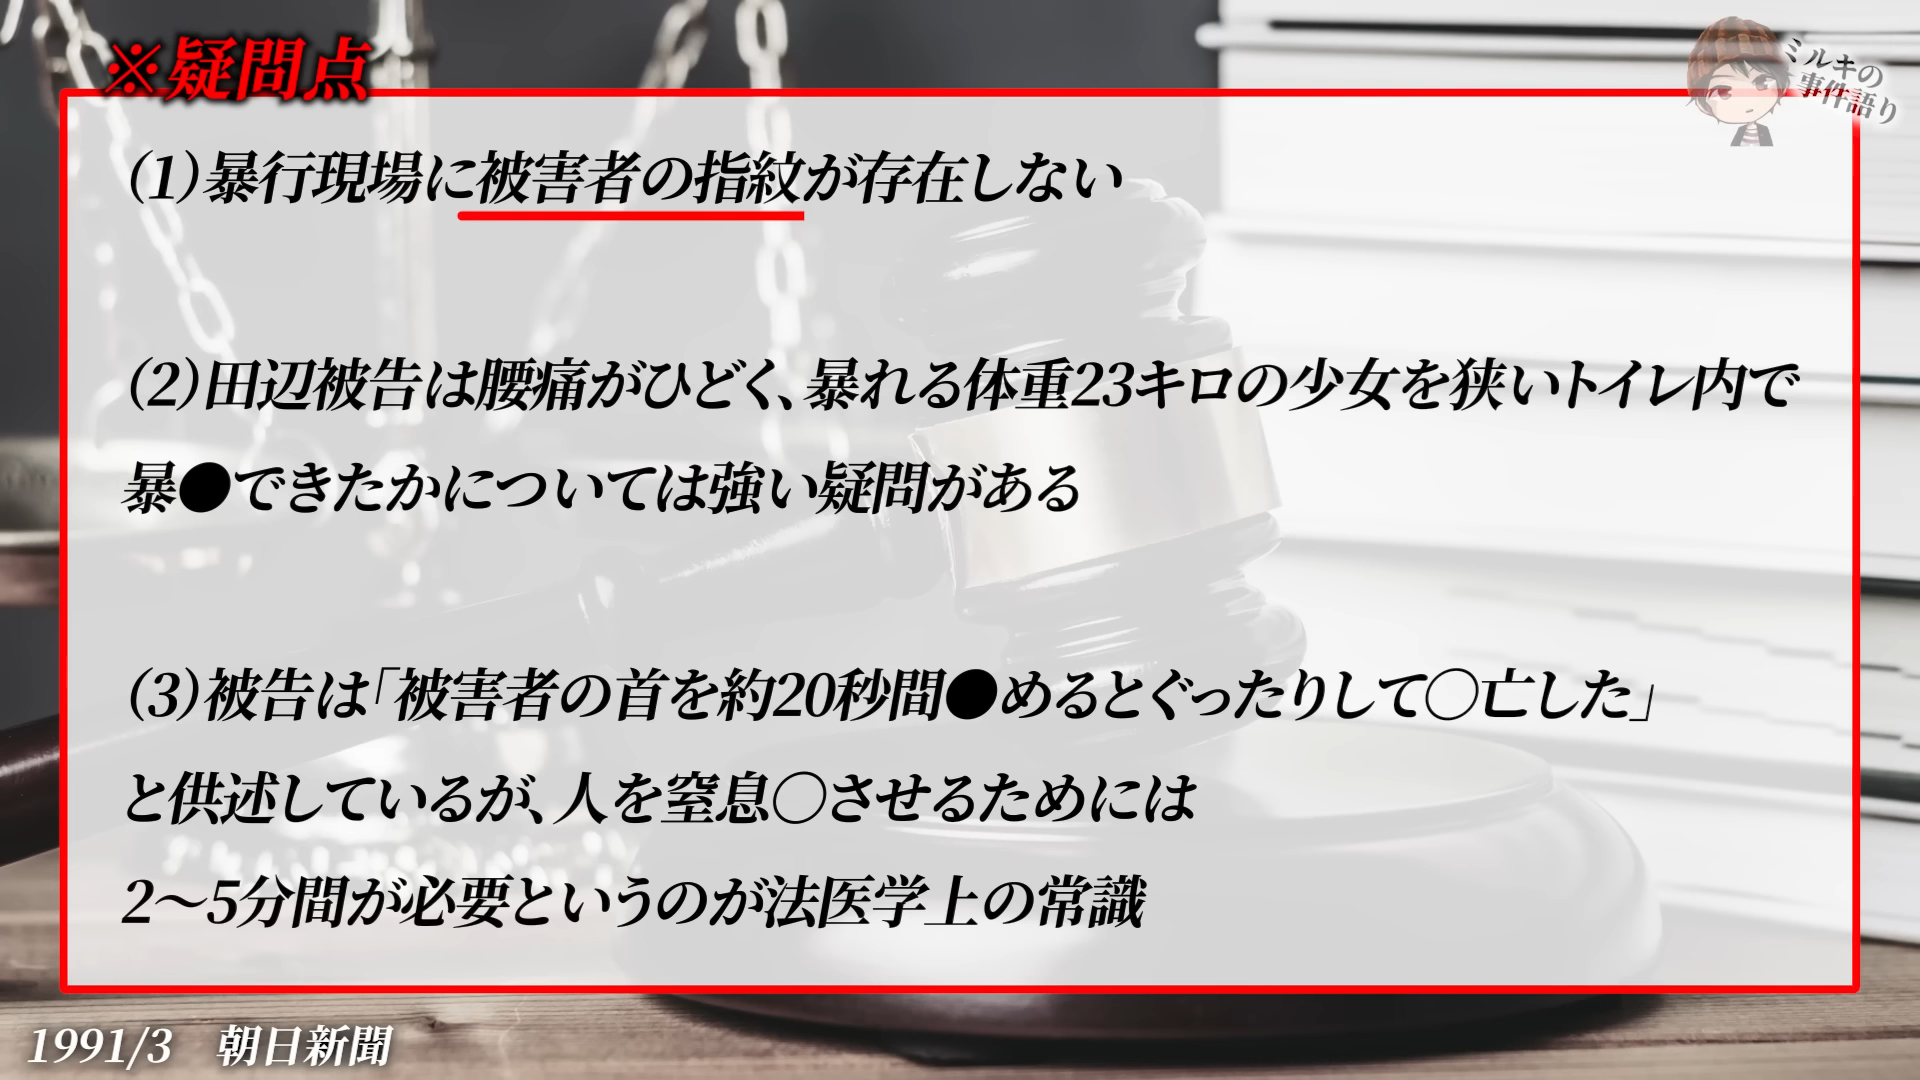 ※疑問点
ミルキの
事件語り
(1)暴行現場に被害者の指紋が存在しない
(2)田辺被告は腰痛がひどく、暴れる体重23キロの少女を狭いトイレ内で
暴●できたかについては強い疑問がある
(3)被告は「被害者の首を約20秒間●めるとぐったりして○亡した」
と供述しているが、人を窒息○させるためには
2～5分間が必要というのが法医学上の常識
1991/3　朝日新聞